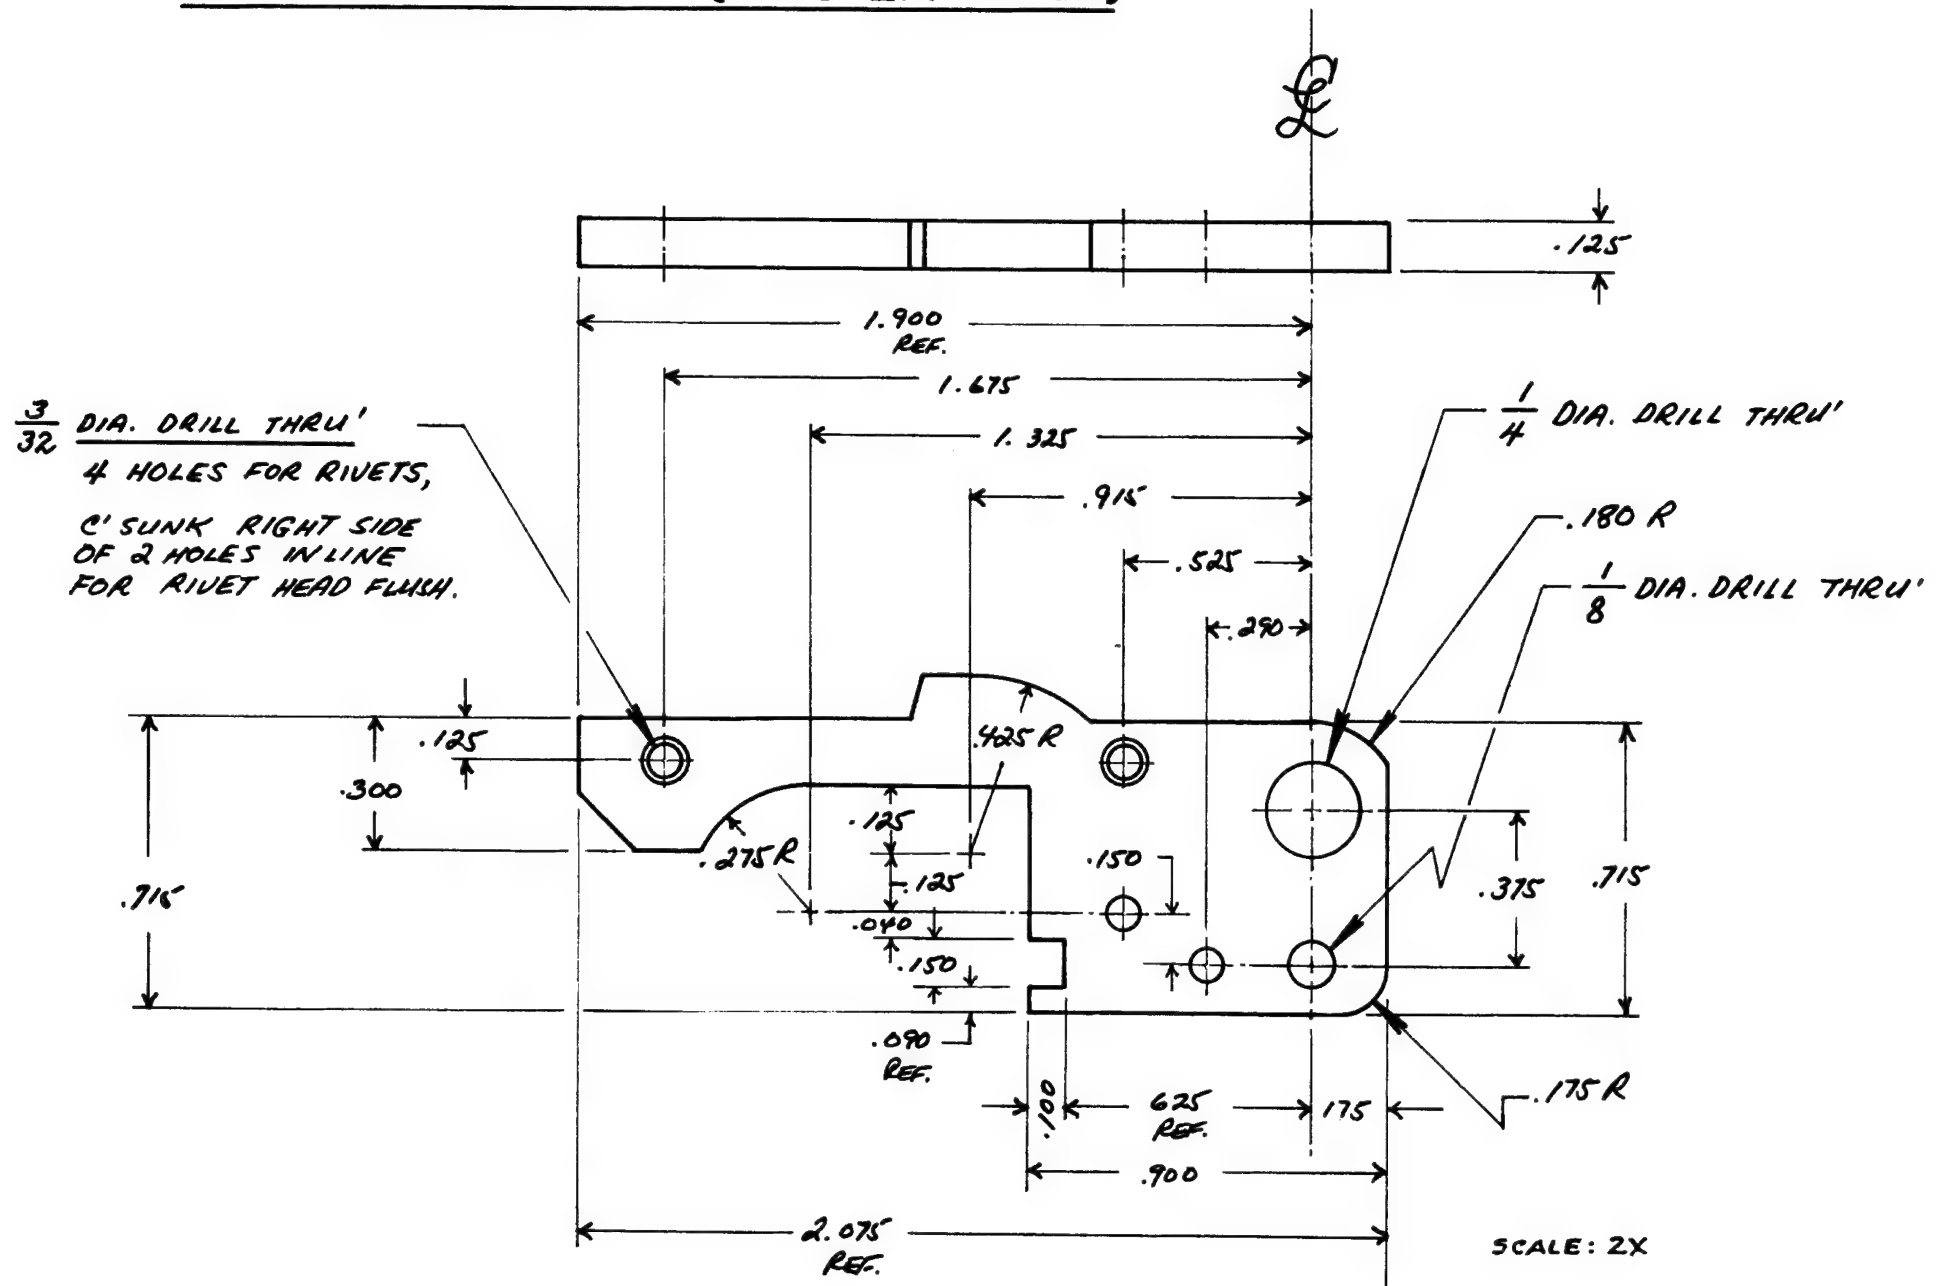 ℄
.125
1.900
REF.
1.675
1.325
.915
.525
.290
3/32 DIA. DRILL THRU'
4 HOLES FOR RIVETS,
C'SUNK RIGHT SIDE
OF 2 HOLES IN LINE
FOR RIVET HEAD FLUSH.
1/4 DIA. DRILL THRU'
.180 R
1/8 DIA. DRILL THRU'
.125
.300
.715
.425 R
.275 R
.125
.125
.040
.150
.090
REF.
.150
.375
.715
.175 R
.100
625
REF.
175
.900
2.075
REF.
SCALE: 2X